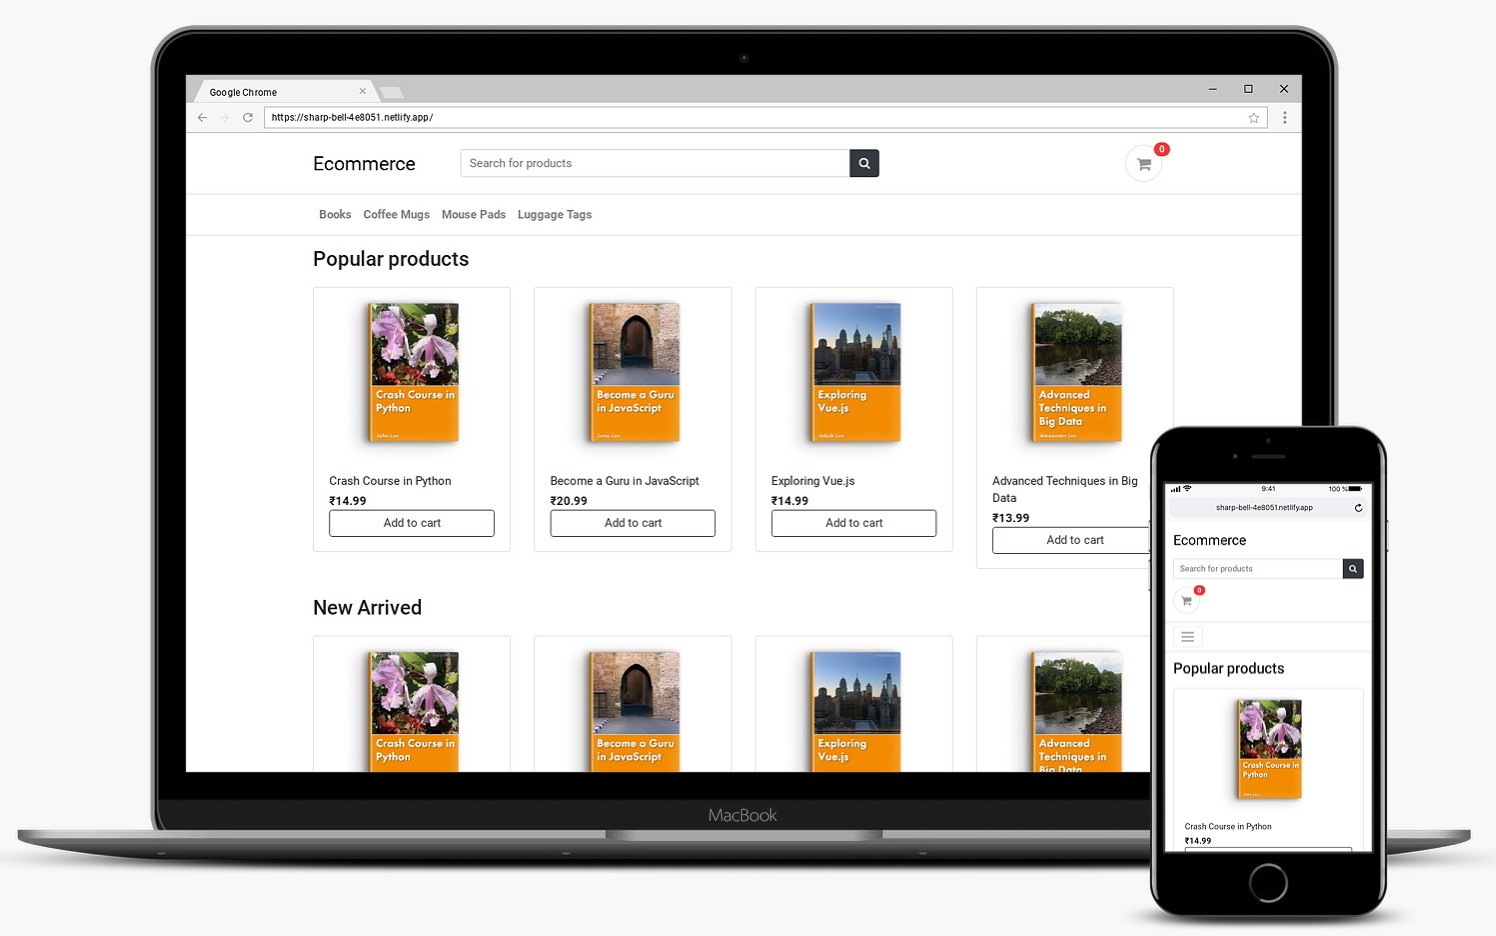 Google Chrome
https://sharp-bell-4e8051.netlify.app/
Ecommerce
Search for products
0
Books Coffee Mugs Mouse Pads Luggage Tags
Popular products
Crash Course in
Python
John Luv
Become a Guru
in JavaScript
Luna Luv
Exploring
Vue.js
Advanced
Techniques in
Big Data
Alexander Luv
Crash Course in Python
₹14.99
Add to cart
Become a Guru in JavaScript
₹20.99
Add to cart
Exploring Vue.js
₹14.99
Add to cart
Advanced Techniques in Big
Data
₹13.99
Add to cart
New Arrived
Crash Course in
Python
Become a Guru
in JavaScript
Exploring
Vue.js
Advanced
Techniques in
Big Data
MacBook
9:41
100 %
sharp-bell-4e8051.netlify.app
Ecommerce
Search for products
0
Popular products
Crash Course in
Python
Crash Course in Python
₹14.99